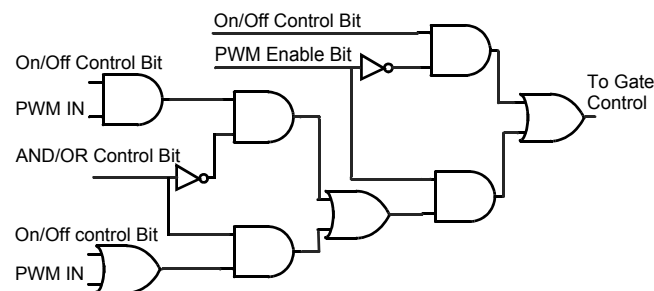 On/Off Control Bit
PWM Enable Bit
On/Off Control Bit
PWM IN
To Gate
Control
AND/OR Control Bit
On/Off control Bit
PWM IN